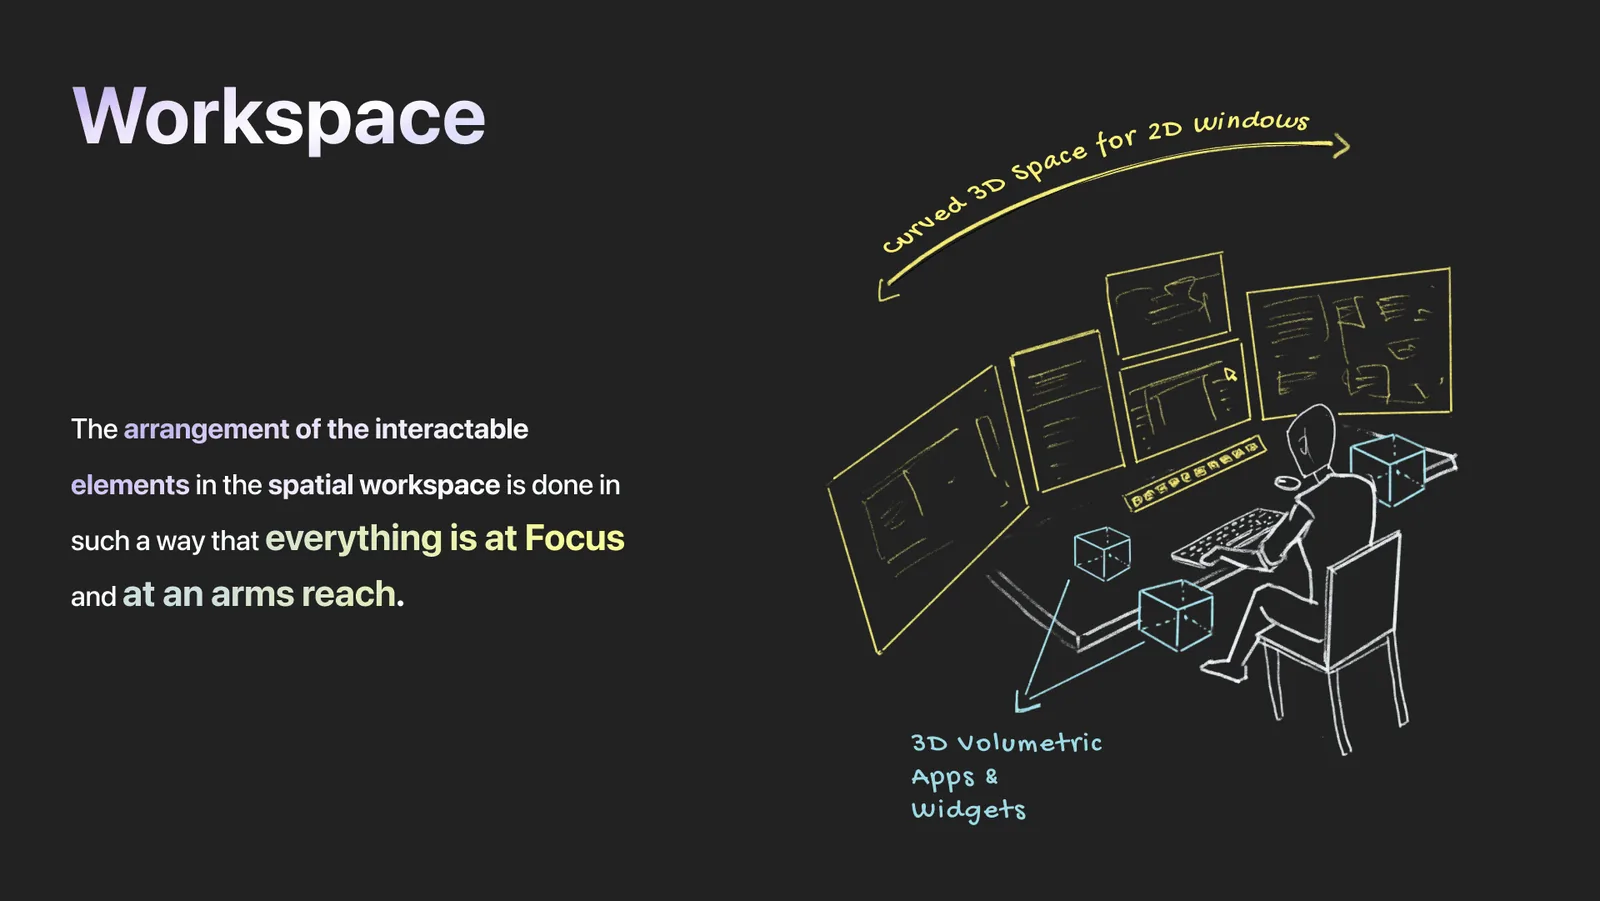 Workspace
Curved 3D Space for 2D Windows
The arrangement of the interactable
elements in the spatial workspace is done in
such a way that everything is at Focus
and at an arms reach.
3D Volumetric
Apps &
Widgets